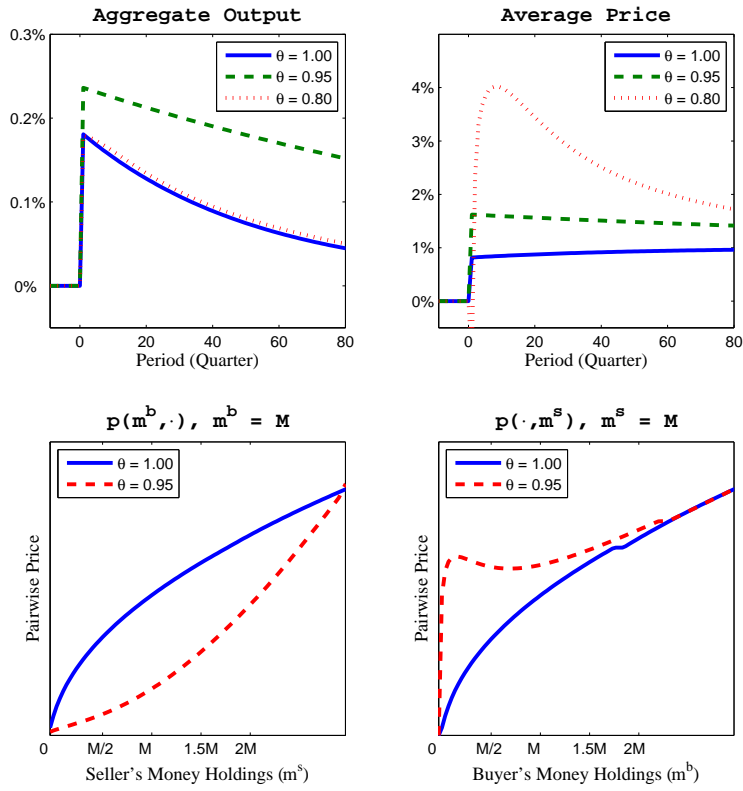 Aggregate Output
0.3%
0.2%
0.1%
0%
θ = 1.00
θ = 0.95
θ = 0.80
0 20 40 60 80
Period (Quarter)
Average Price
4%
3%
2%
1%
0%
θ = 1.00
θ = 0.95
θ = 0.80
0 20 40 60 80
Period (Quarter)
p(m^b,·), m^b = M
Pairwise Price
θ = 1.00
θ = 0.95
0 M/2 M 1.5M 2M
Seller's Money Holdings (m^s)
p(·,m^s), m^s = M
Pairwise Price
θ = 1.00
θ = 0.95
0 M/2 M 1.5M 2M
Buyer's Money Holdings (m^b)